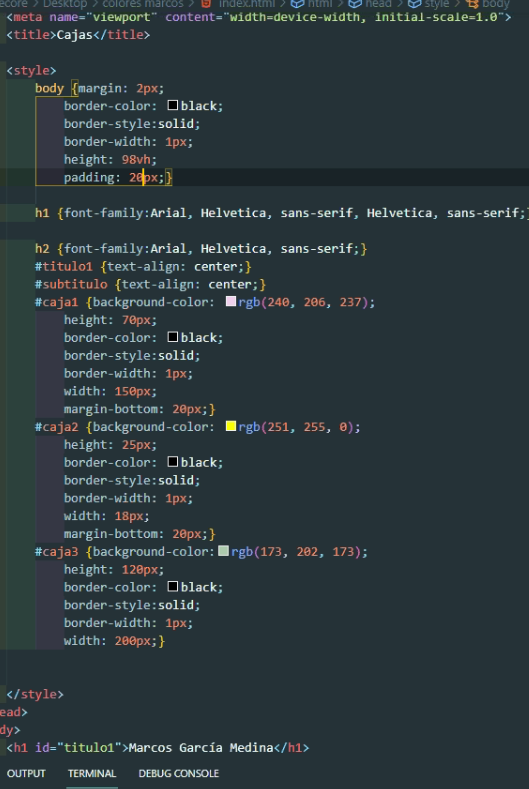 ecore > Desktop > colores marcos > index.html > html > head > style > body
<meta name="viewport" content="width=device-width, initial-scale=1.0">
<title>Cajas</title>
<style>
body {margin: 2px;
border-color: black;
border-style:solid;
border-width: 1px;
height: 98vh;
padding: 20px;}
h1 {font-family:Arial, Helvetica, sans-serif, Helvetica, sans-serif;}
h2 {font-family:Arial, Helvetica, sans-serif;}
#titulo1 {text-align: center;}
#subtitulo {text-align: center;}
#caja1 {background-color: rgb(240, 206, 237);
height: 70px;
border-color: black;
border-style:solid;
border-width: 1px;
width: 150px;
margin-bottom: 20px;}
#caja2 {background-color: rgb(251, 255, 0);
height: 25px;
border-color: black;
border-style:solid;
border-width: 1px;
width: 18px;
margin-bottom: 20px;}
#caja3 {background-color: rgb(173, 202, 173);
height: 120px;
border-color: black;
border-style:solid;
border-width: 1px;
width: 200px;}
</style>
ead>
dy>
<h1 id="titulo1">Marcos García Medina</h1>
OUTPUT TERMINAL DEBUG CONSOLE